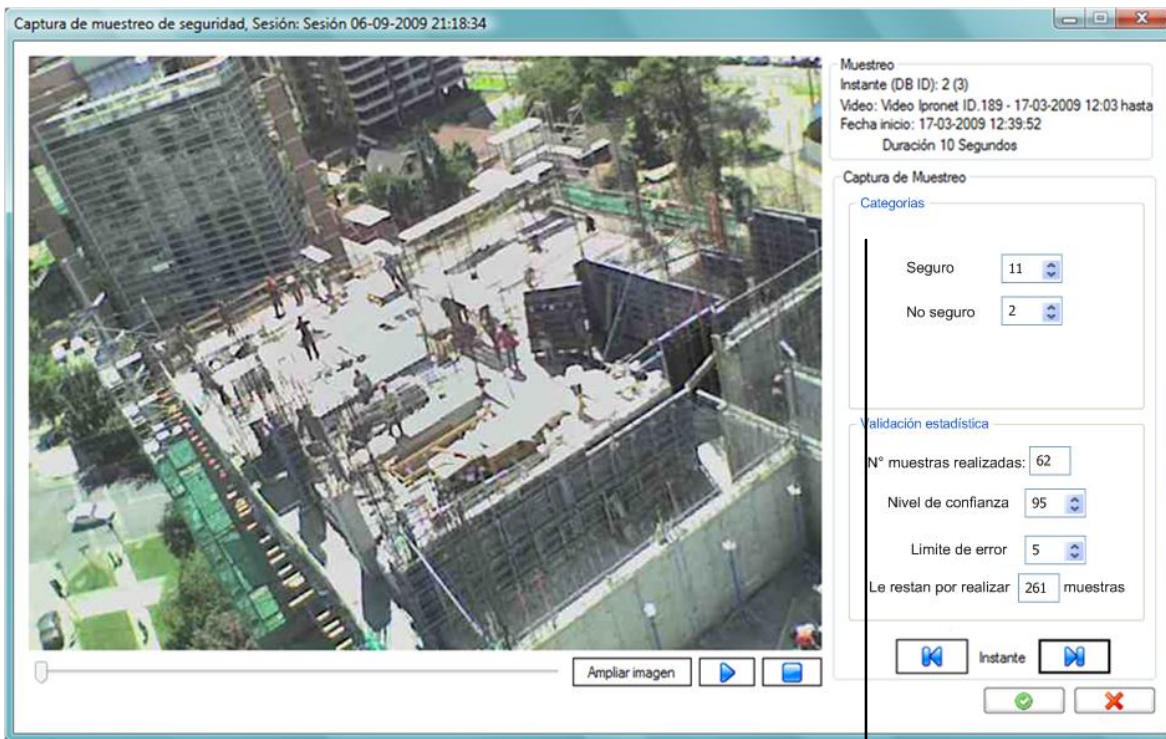 Captura de muestreo de seguridad, Sesión: Sesión 06-09-2009 21:18:34
Muestreo
Instante (DB ID): 2 (3)
Video: Video Ipronet ID.189 - 17-03-2009 12:03 hasta
Fecha inicio: 17-03-2009 12:39:52
Duración 10 Segundos
Captura de Muestreo
Categorias
Seguro 11
No seguro 2
Validación estadística
N° muestras realizadas: 62
Nivel de confianza 95
Limite de error 5
Le restan por realizar 261 muestras
Ampliar imagen
Instante